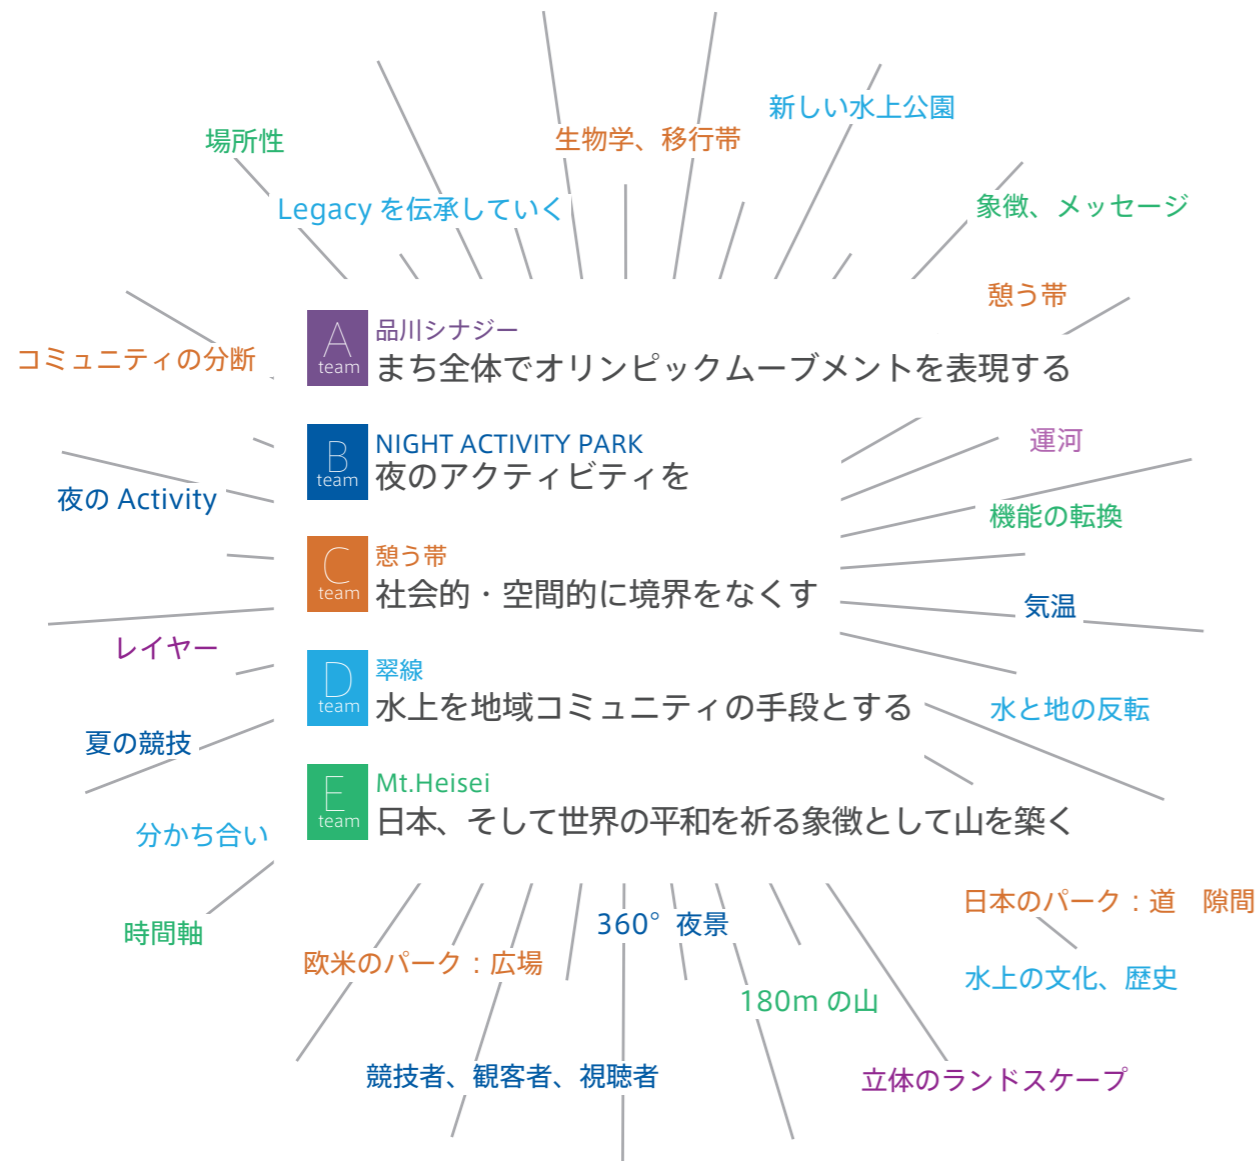 新しい水上公園
場所性
生物学、移行帯
Legacy を伝承していく
象徴、メッセージ
憩う帯
コミュニティの分断
A
team
品川シナジー
まち全体でオリンピックムーブメントを表現する
運河
B
team
NIGHT ACTIVITY PARK
夜のアクティビティを
夜の Activity
機能の転換
C
team
憩う帯
社会的・空間的に境界をなくす
気温
レイヤー
D
team
翠線
水上を地域コミュニティの手段とする
水と地の反転
夏の競技
E
team
Mt.Heisei
日本、そして世界の平和を祈る象徴として山を築く
分かち合い
時間軸
360°夜景
日本のパーク：道　隙間
欧米のパーク：広場
水上の文化、歴史
180m の山
競技者、観客者、視聴者
立体のランドスケープ